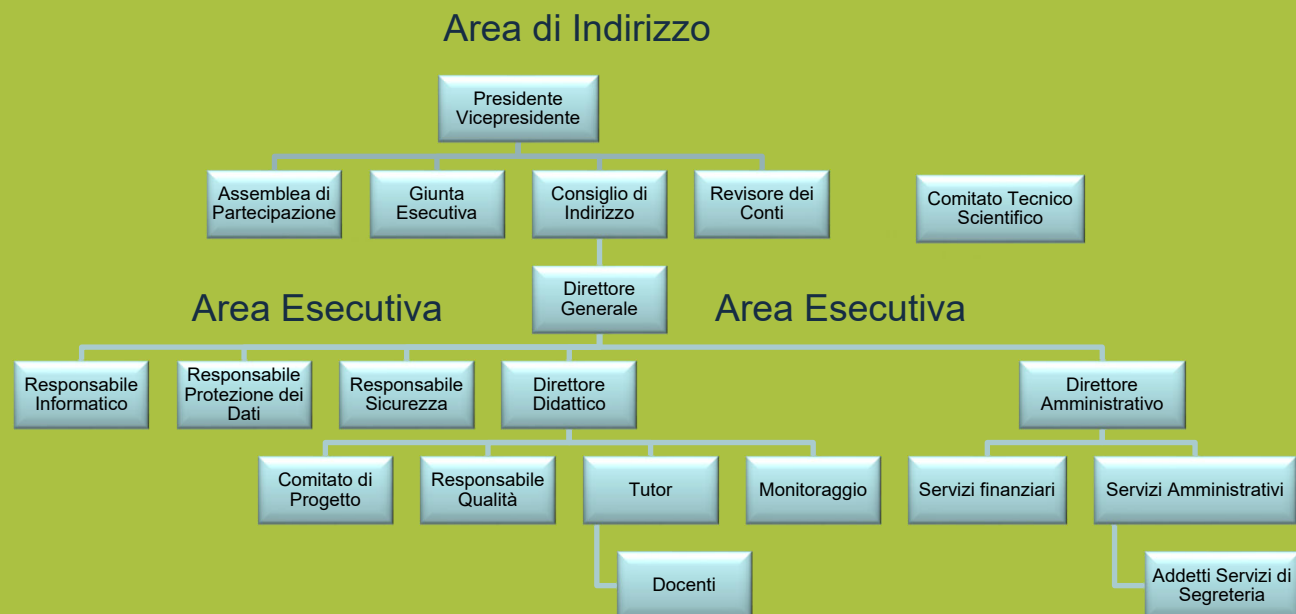 Area di Indirizzo
Presidente
Vicepresidente
Assemblea di
Partecipazione
Giunta
Esecutiva
Consiglio di
Indirizzo
Revisore dei
Conti
Comitato Tecnico
Scientifico
Direttore
Generale
Area Esecutiva
Area Esecutiva
Responsabile
Informatico
Responsabile
Protezione dei
Dati
Responsabile
Sicurezza
Direttore
Didattico
Direttore
Amministrativo
Comitato di
Progetto
Responsabile
Qualità
Tutor
Monitoraggio
Servizi finanziari
Servizi Amministrativi
Docenti
Addetti Servizi di
Segreteria